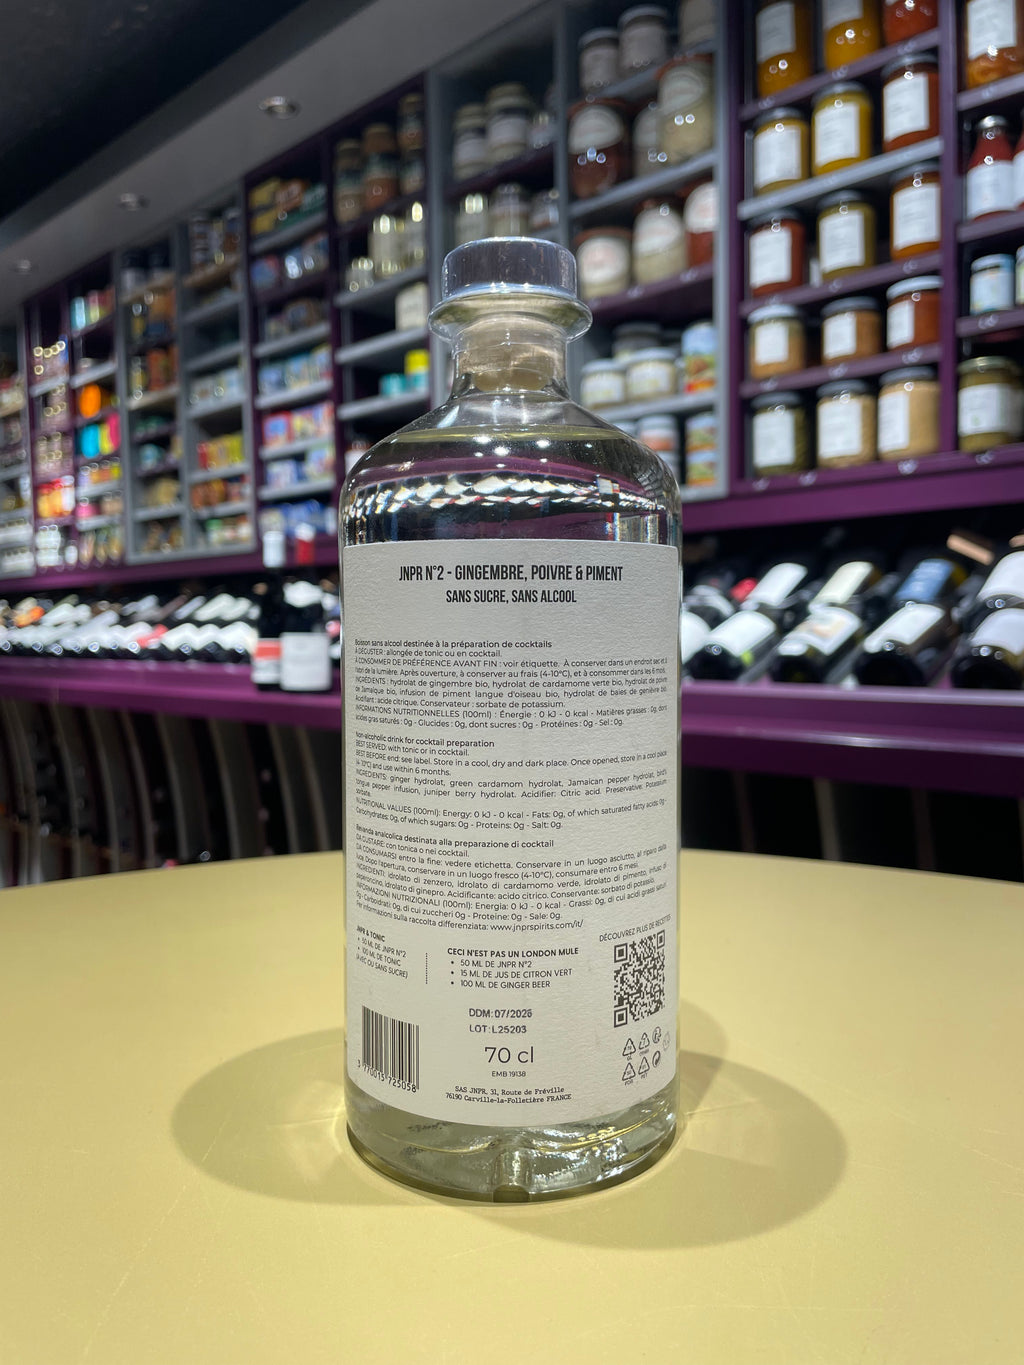 JNPR N°2 - GINGEMBRE, POIVRE & PIMENT
SANS SUCRE, SANS ALCOOL
Boisson sans alcool destinée à la préparation de cocktails
À DÉGUSTER : allongée de tonic ou en cocktail.
À CONSOMMER DE PRÉFÉRENCE AVANT FIN : voir étiquette. À conserver dans un endroit sec et à
l'abri de la lumière. Après ouverture, à conserver au frais (4-10°C), et à consommer dans les 6 mois.
INGRÉDIENTS : hydrolat de gingembre bio, hydrolat de cardamome verte bio, hydrolat de poivre
de Jamaïque bio, infusion de piment langue d'oiseau bio, hydrolat de baies de genièvre bio.
Acidifiant : acide citrique. Conservateur : sorbate de potassium.
INFORMATIONS NUTRITIONNELLES (100ml) : Énergie : 0 kJ - 0 kcal - Matières grasses : 0g, dont
acides gras saturés : 0g - Glucides : 0g, dont sucres : 0g - Protéines : 0g - Sel : 0g.
Non-alcoholic drink for cocktail preparation
BEST SERVED: with tonic or in cocktail.
BEST BEFORE end: see label. Store in a cool, dry and dark place. Once opened, store in a cool place
(4-10°C) and use within 6 months.
INGREDIENTS: ginger hydrolat, green cardamom hydrolat, Jamaican pepper hydrolat, bird's
tongue pepper infusion, juniper berry hydrolat. Acidifier: Citric acid. Preservative: Potassium
sorbate.
NUTRITIONAL VALUES (100ml): Energy: 0 kJ - 0 kcal - Fats: 0g, of which saturated fatty acids: 0g -
Carbohydrates: 0g, of which sugars: 0g - Proteins: 0g - Salt: 0g.
Bevanda analcolica destinata alla preparazione di cocktail
DA GUSTARE: con tonica o nei cocktail.
DA CONSUMARSI entro la fine: vedere etichetta. Conservare in un luogo asciutto, al riparo dalla
luce. Dopo l'apertura, conservare in un luogo fresco (4-10°C), consumare entro 6 mesi.
INGREDIENTI: idrolato di zenzero, idrolato di cardamomo verde, idrolato di pimento, infuso di
peperoncino, idrolato di ginepro. Acidificante: acido citrico. Conservante: sorbato di potassio.
INFORMAZIONI NUTRIZIONALI (100ml): Energia: 0 kJ - 0 kcal - Grassi: 0g, di cui acidi grassi saturi:
0g - Carboidrati: 0g, di cui zuccheri 0g - Proteine: 0g - Sale: 0g.
Per informazioni sulla raccolta differenziata: www.jnprspirits.com/it/
JNPR & TONIC
• 50 ML DE JNPR N°2
• 100 ML DE TONIC
(AVEC OU SANS SUCRE)
CECI N'EST PAS UN LONDON MULE
• 50 ML DE JNPR N°2
• 15 ML DE JUS DE CITRON VERT
• 100 ML DE GINGER BEER
DÉCOUVREZ PLUS DE RECETTES
DDM: 07/2026
LOT: L25203
70 cl
EMB 19138
3 770015 725058
SAS JNPR, 31, Route de Fréville
76190 Carville-la-Folletière FRANCE